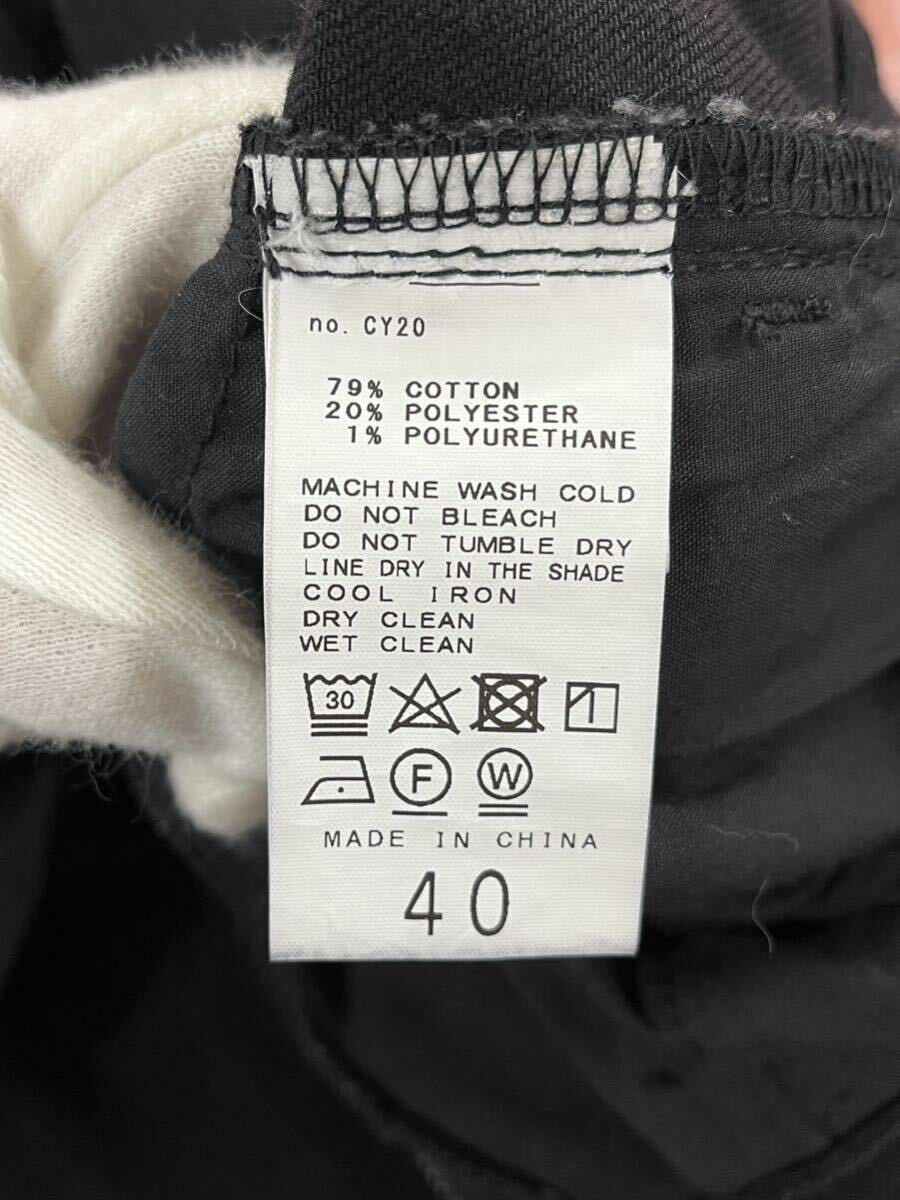 no. CY20
79% COTTON
20% POLYESTER
1% POLYURETHANE
MACHINE WASH COLD
DO NOT BLEACH
DO NOT TUMBLE DRY
LINE DRY IN THE SHADE
COOL IRON
DRY CLEAN
WET CLEAN
30
F W
MADE IN CHINA
40